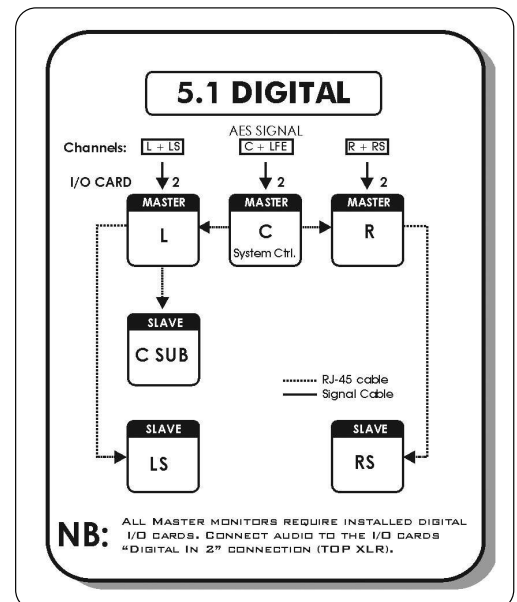 5.1 DIGITAL
AES SIGNAL
Channels: L + LS C + LFE R + RS
I/O CARD 2 2 2
MASTER MASTER MASTER
L C R
System Ctrl.
SLAVE
C SUB
RJ-45 cable
Signal Cable
SLAVE SLAVE
LS RS
NB: ALL MASTER MONITORS REQUIRE INSTALLED DIGITAL
I/O CARDS. CONNECT AUDIO TO THE I/O CARDS
"DIGITAL IN 2" CONNECTION (TOP XLR).